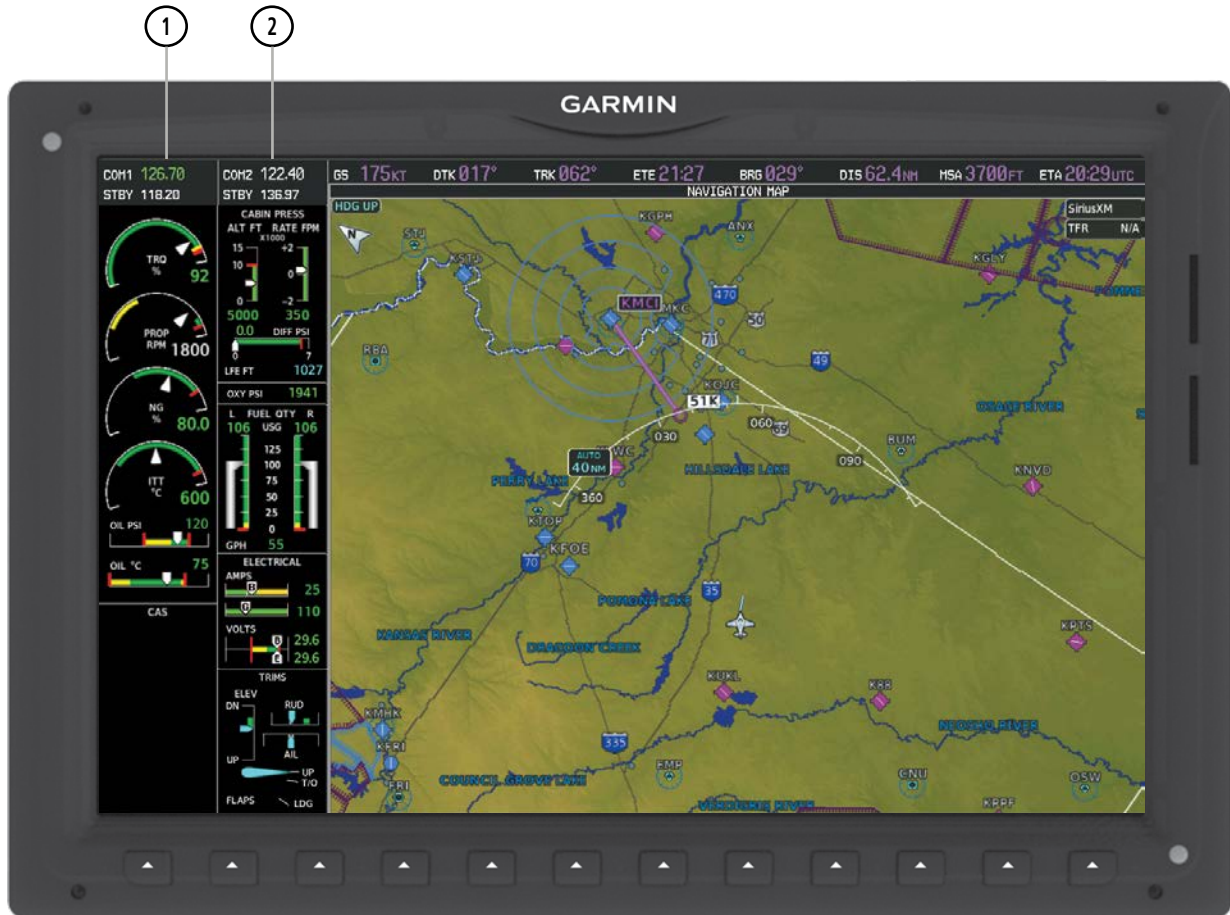 1 2
GARMIN
COM1 126.70
STBY 118.20
COM2 122.40
STBY 136.97
GS 175KT DTK 017° TRK 062° ETE 21:27 BRG 029° DIS 62.4NM MSA 3700FT ETA 20:29UTC
NAVIGATION MAP
TRQ
%
92
PROP
RPM 1800
NG
% 80.0
ITT
°C 600
OIL PSI 120
OIL °C 75
CAS
CABIN PRESS
ALT FT RATE FPM
X1000
15 +2
10 0
5 -2
5000 350
0.0 DIFF PSI
0 7
LFE FT 1027
OXY PSI 1941
L FUEL QTY R
106 USG 106
125
100
75
50
25
0
GPH 55
ELECTRICAL
AMPS
B 25
G 110
VOLTS
B 29.6
E 29.6
TRIMS
ELEV
DN RUD
UP AIL
UP
T/O
FLAPS LDG
HDG UP
N
SiriusXM
TFR N/A
KGPH
STJ
ANX
KSTJ
KGLY
KMCI
470
MKC
50
RBA
49
KOJC
51K
OSAGE RIVER
030
060
AUTO
40NM
BUM
090
HILLSDALE LAKE
PERRY LAKE
KNVD
360
KTOP
KFOE
70
35
POMONA LAKE
KANSAS RIVER
DRAGOON CREEK
KRTS
KUKL
K88
KMHK
NEOSHO RIVER
335
KFRI
EMP
COUNCIL GROVE LAKE
CNU
OSW
FRI
VERDIGRIS RIVER
KPPF